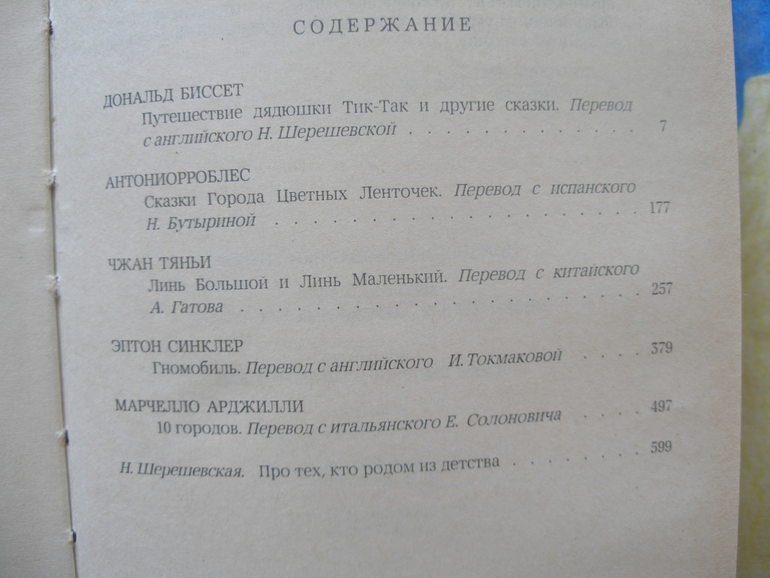 СОДЕРЖАНИЕ
ДОНАЛЬД БИССЕТ
Путешествие дядюшки Тик-Так и другие сказки. Перевод
с английского Н. Шерешевской . . . . . . . . . . . 7
АНТОНИОРРОБЛЕС
Сказки Города Цветных Ленточек. Перевод с испанского
Н. Бутыриной . . . . . . . . . . . . . . . . . 177
ЧЖАН ТЯНЬИ
Линь Большой и Линь Маленький. Перевод с китайского
А. Гатова . . . . . . . . . . . . . . . . . . 257
ЭПТОН СИНКЛЕР
Гномобиль. Перевод с английского И. Токмаковой . . . . 379
МАРЧЕЛЛО АРДЖИЛЛИ
10 городов. Перевод с итальянского Е. Солоновича . . . . 497
Н. Шерешевская. Про тех, кто родом из детства . . . . . . 599